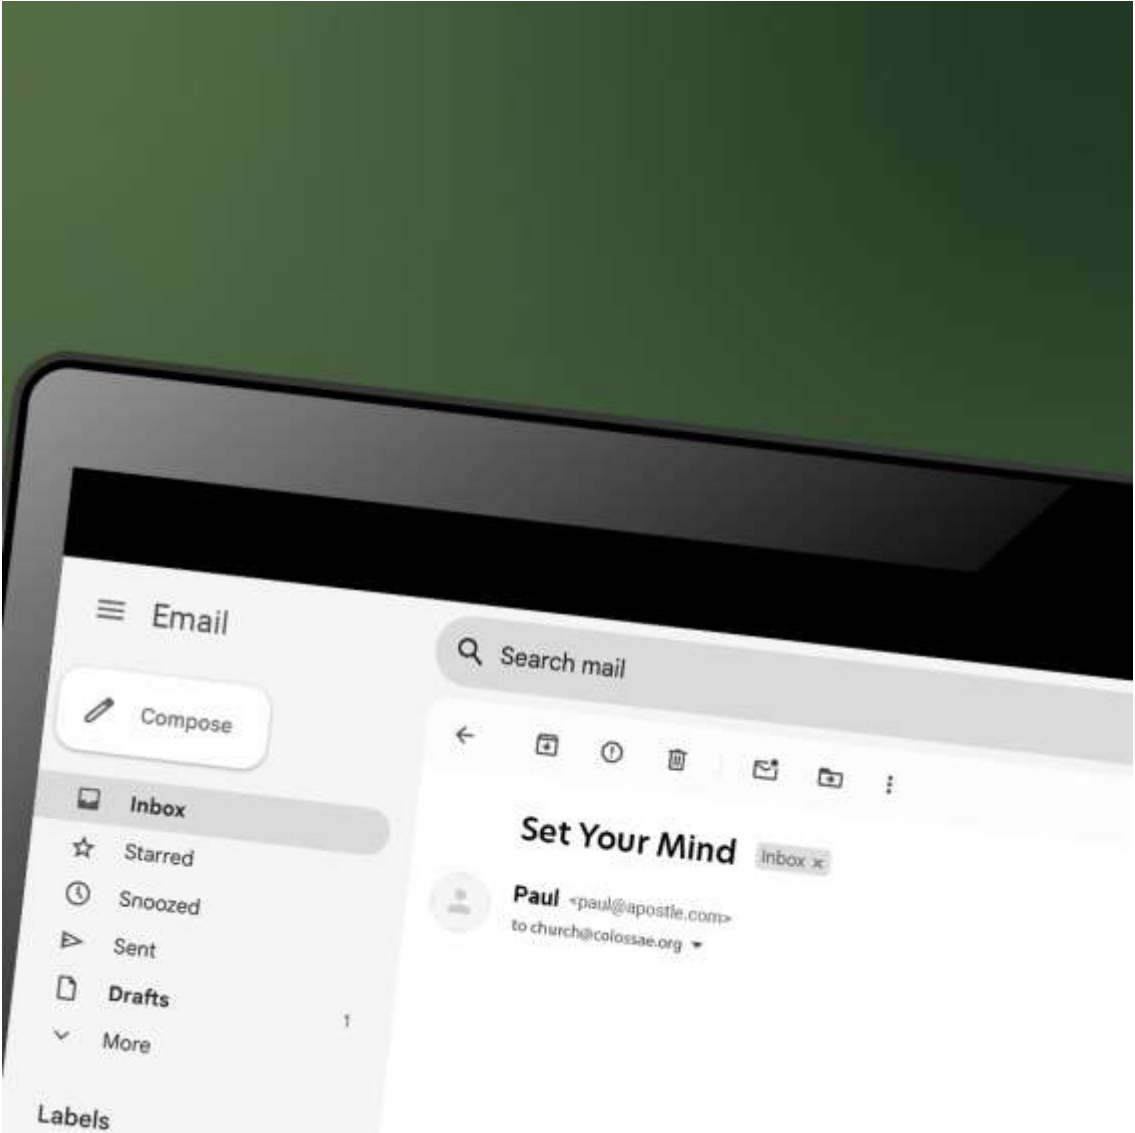 Email
Search mail
Compose
Inbox
Starred
Snoozed
Sent
Drafts 1
More
Labels
Set Your Mind Inbox ×
Paul <paul@apostle.com>
to church@colossae.org